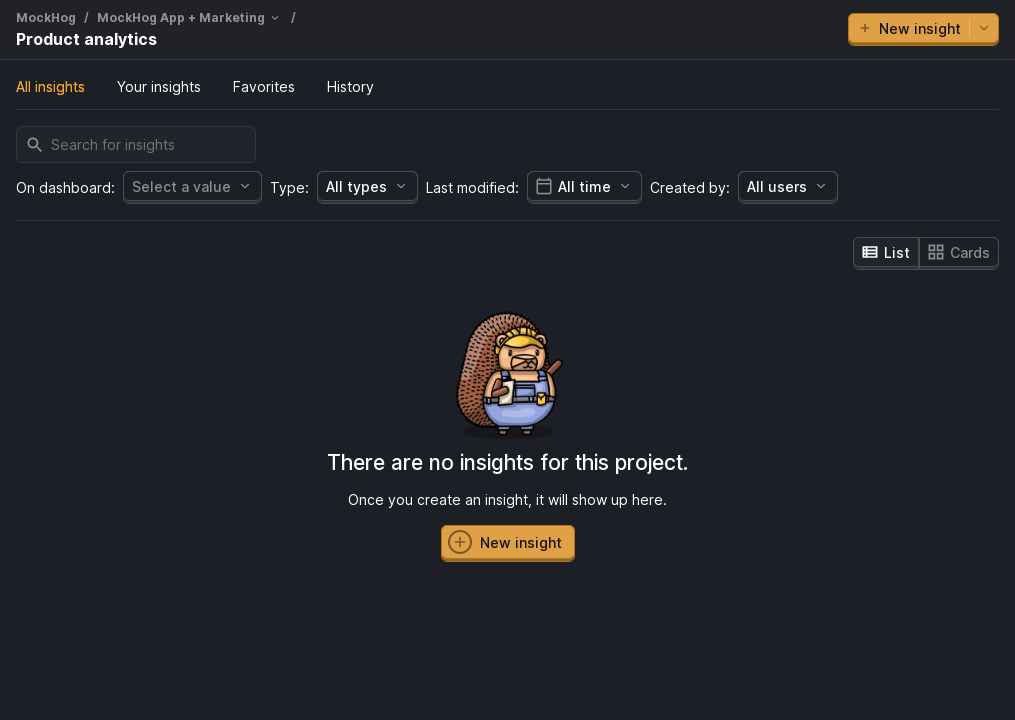 MockHog / MockHog App + Marketing /
Product analytics
New insight
All insights Your insights Favorites History
Search for insights
On dashboard: Select a value Type: All types Last modified: All time Created by: All users
List Cards
There are no insights for this project.
Once you create an insight, it will show up here.
New insight